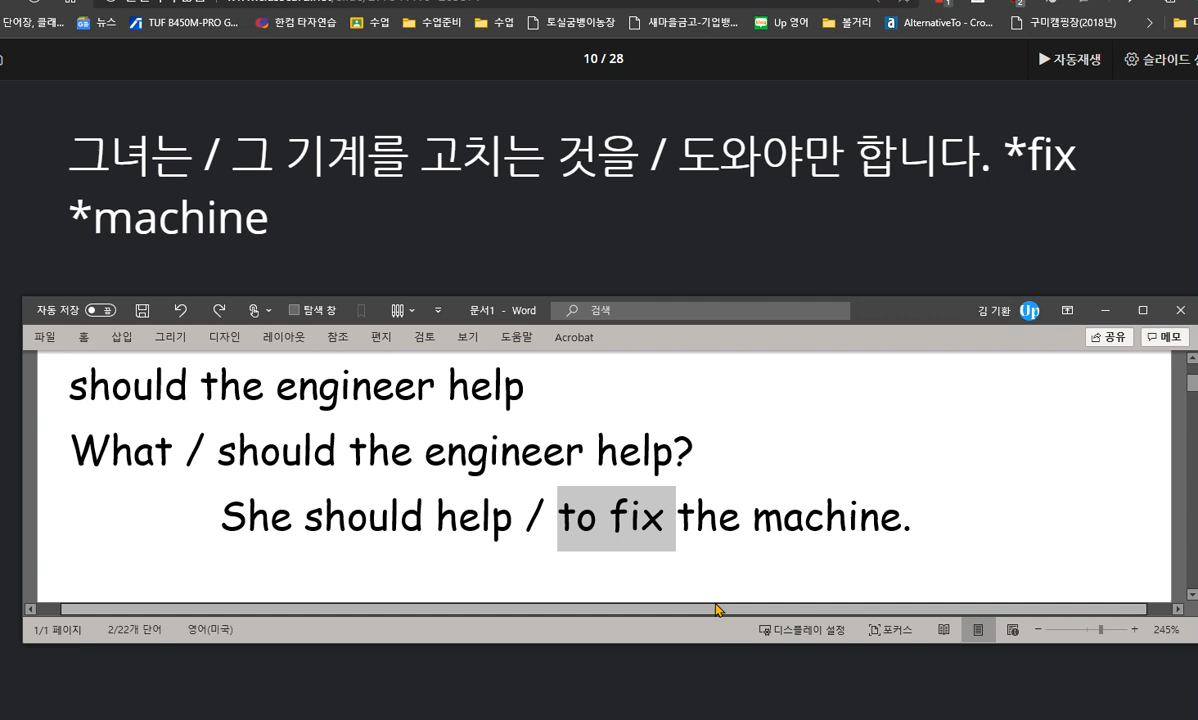 단어장, 클래... 뉴스 TUF B450M-PRO G... 한컴 타자연습 수업 수업준비 수업 토실굼벵이농장 새마을금고-기업뱅... Up 영어 볼거리 AlternativeTo - Cro... 구미캠핑장(2018년)
10 / 28 ▶자동재생 슬라이드
그녀는 / 그 기계를 고치는 것을 / 도와야만 합니다. *fix
*machine
자동 저장 끔 탐색 창 문서1 - Word 검색 김 기환 Up
파일 홈 삽입 그리기 디자인 레이아웃 참조 편지 검토 보기 도움말 Acrobat 공유 메모
should the engineer help
What / should the engineer help?
She should help / to fix the machine.
1/1 페이지 2/22개 단어 영어(미국) 디스플레이 설정 포커스 245%